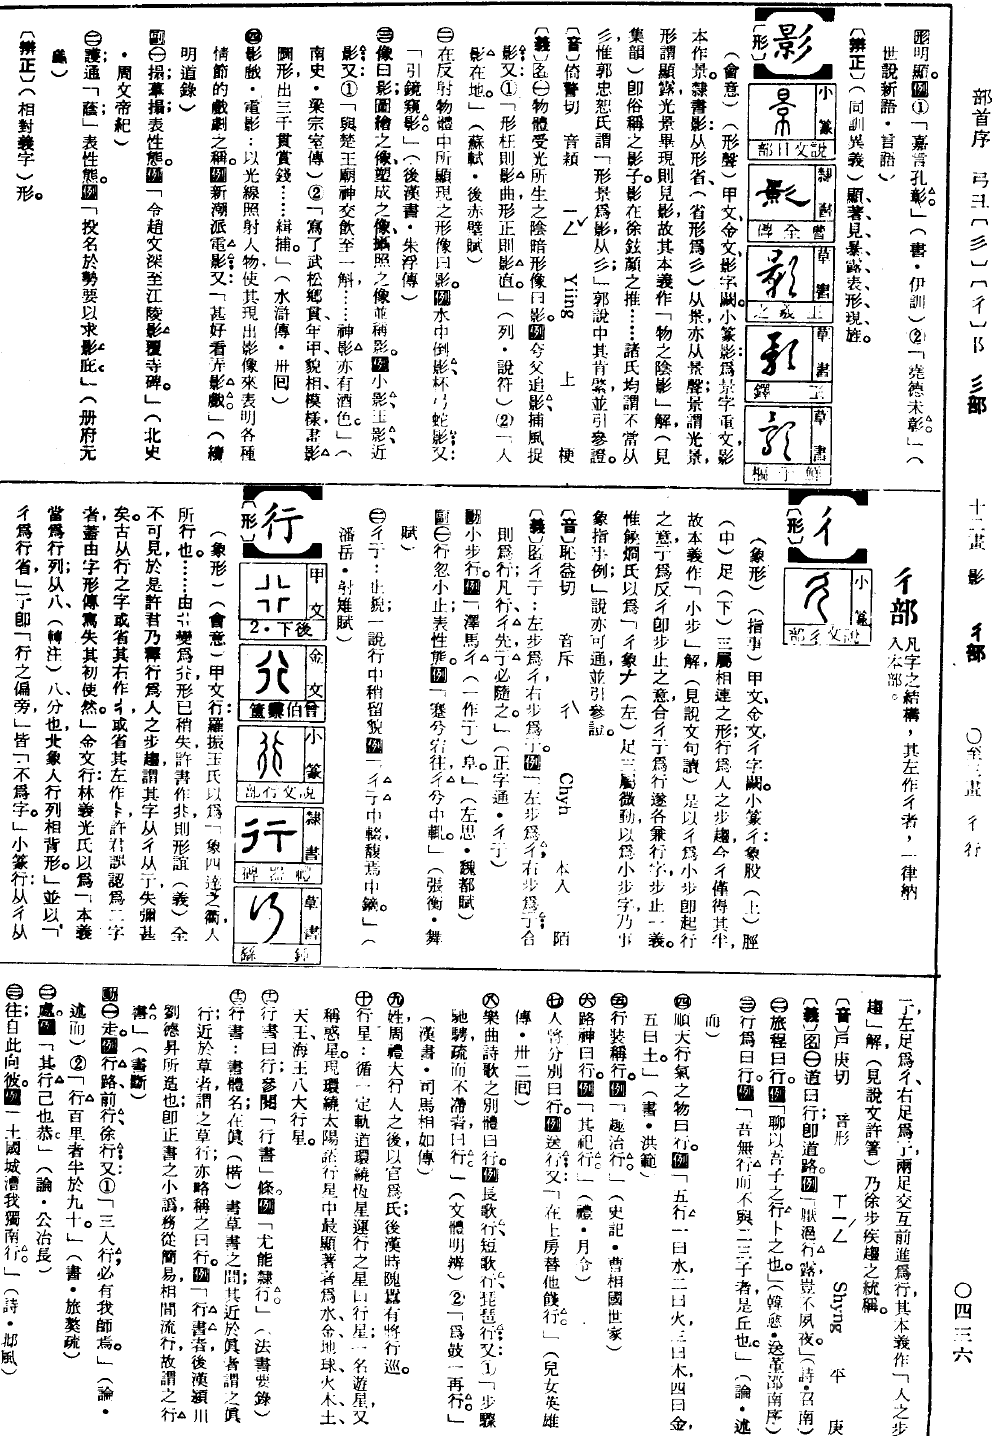 部首序 弓彐〔彡〕〔彳〕阝 彡部 十二畫 影 彳部 〇至三畫 彳行 〇四三六
形明顯。例①「嘉言孔彰。」(書・伊訓)②「堯德未彰」。(
世說新語・言語)
〔辨正〕(同訓異義)顯、著、見、暴、露、表、形、現、旌。
影
小篆 說文日部
隸書 曹全碑
草書 王羲之
草書 王鐸
草書 鮮于樞
〔形〕
(會意)(形聲)甲文、金文影字闕。小篆影:爲景字重文,影
本作景。隸書影:从形省、(省形爲彡)从景,亦从景聲;景謂光景,
形謂顯露,光景畢現則見影,故其本義作「物之陰影」解(見
集韻)卽俗稱之影子。影在徐鉉、顏之推……諸氏均謂不當从
彡,惟郭忠恕氏謂「形景爲影从彡」郭說中其肯綮,並引參證。
〔音〕倚警切 音頴 ㄧㄥˇ Yiing 上 梗
〔義〕名㊀物體受光所生之陰暗形像曰影。例夸父追影、捕風捉
影;又①「形枉則影曲,形正則影直。」(列・說符)②「人
影在地」(蘇軾・後赤壁賦)
㊁在反射物體中所顯現之形像曰影。例水中倒影、杯弓蛇影;又:
「引鏡窺影」。(後漢書・朱浮傳)
㊂像曰影;圖繪之像、塑成之像、攝照之像並稱影。例小影、玉影、近
影;又:①「與楚王廟神交飲至一斛,……神影亦有酒色。」(
南史・梁宗室傳)②「寫了武松鄉貫、年甲、貌相、模樣,畫影
圖形,出三千貫賞錢……緝捕。」(水滸傳・卅回)
㊃影戲・電影:以光線照射人物,使其現出影像來表明各種
情節的戲劇之稱。例新潮派電影;又:「甚好看弄影戲」。(續
明道錄)
副㊀搨摹;搨表性態。例「令趙文深至江陵影覆寺碑。」(北史
・周文帝紀)
㊁護;通「蔭」表性態。例「投名於勢要以求影庇。」(册府元
龜)
〔辨正〕(相對義字)形。
彳部 凡字之結構,其左作彳者,一律納
入本部。
彳
小篆 說文彳部
〔形〕
(象形)(指事)甲文、金文彳字闕。小篆彳:象股(上)脛
(中)足(下)三屬相連之形,行爲人之步趨,今彳僅得其半,
故本義作「小步」解(見說文句讀)是以彳爲小步卽起行
之意,亍爲反彳卽步止之意,合彳亍爲行,遂各兼行字步止一義。
惟饒炯氏以爲「彳象𠂇(左)足三屬微動,以爲小步字,乃事
象指事例」說亦可通,並引參證。
〔音〕恥益切 音斥 ㄔˋ Chyh 本入 陌
〔義〕名彳亍:左步爲彳,右步爲亍。例「左步爲彳,右步爲亍,合
則爲行,凡行彳先亍必隨之。」(正字通・彳亍)
動小步行。例「澤馬彳(一作亍)阜。」(左思・魏都賦)
副㊀行忽小止;表性態。例「蹇兮宕往,彳兮中輒。」(張衡・舞
賦)
㊁彳亍:止貌;一說行中稍留貌。例「彳亍中輟,馥焉中鏑。」(
潘岳・射雉賦)
行
甲文 後下・2
金文 曾伯霥簠
小篆 說文行部
隸書 禮器碑
草書
〔形〕
(象形)(會意)甲文行:羅振玉氏以爲「象四達之衢,人
所行也。……形已稍失,許書作𧗟,則形誼(義)全
不可見,於是許君乃釋行爲人之步趨,謂其字从彳从亍,失彌甚
矣。古从行之字,或省其右作彳,或省其左作亍,許君誤認爲二字
者,蓋由字形傳寫失其初使然。」金文行:林義光氏以爲「本義
當爲行列,从八、(轉注)八,分也,𠀤象人行列相背形。」並以「
彳爲行省」,「亍卽『行之偏旁』」皆「不爲字」。小篆行:从彳从
亍,左足爲彳,右足爲亍,兩足交互前進爲行,其本義作「人之步
趨」解(見說文許箸)乃徐步疾趨之統稱。
〔音〕戶庚切 音形 ㄒㄧㄥˊ Shyng 平 庚
〔義〕名㊀道曰行;卽道路。例「厭浥行露,豈不夙夜。」(詩・召南)
㊁旅程曰行。例「聊以吾子之行卜之也。」(韓愈・送董邵南序)
㊂行爲曰行。例「吾無行而不與二三子者,是丘也。」(論・述
而)
㊃順天行氣之物曰行。例「五行:一曰水,二曰火,三曰木,四曰金,
五曰土。」(書・洪範)
㊄行裝稱行。例「趣治行」。(史記・曹相國世家)
㊅路神曰行。例「其祀行」。(禮・月令)
㊆人將分別曰行。例送行;又:「在上房替他餞行」。(兒女英雄
傳・卅二回)
㊇樂曲詩歌之別體曰行。例長歌行、短歌行、琵琶行;又①「步驟
馳騁,疏而不滯者曰行」(文體明辨)②「爲鼓一再行。」
(漢書・司馬相如傳)
㊈姓。周禮大行人之後,以官爲氏;後漢時隗囂有將行巡。
㊉行星:循一定軌道環繞恆星運行之星曰行星;一名遊星,又
稱惑星。現環繞太陽諸行星中最顯著者爲水、金、地球、火、木、土、
天王、海王八大行星。
行書曰行,參閱「行書」條。例「尤能隸行」。(法書要錄)
行書:書體名。在眞(楷)書草書之間;其近於眞者謂之眞
行,近於草者謂之草行,亦略稱之曰行。例「行書者,後漢潁川
劉德昇所造也,卽正書之小譌,務從簡易,相間流行,故謂之行
書。」(書斷)
動㊀走。例行路、前行、徐行;又:①「三人行,必有我師焉。」(論・
述而)②「行百里者半於九十。」(書・旅獒疏)
㊁處。例「其行己也恭。」(論・公冶長)
㊂往;自此向彼。例「土國城漕,我獨南行。」(詩・邶風)